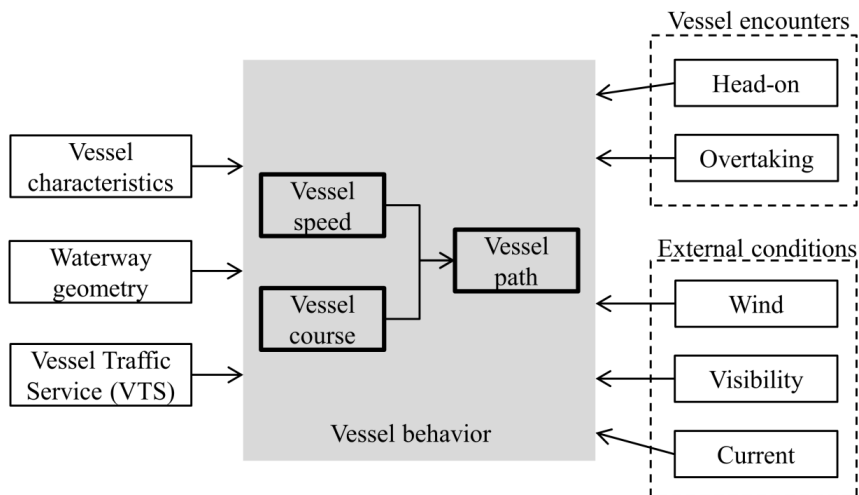 Vessel encounters
Head-on
Overtaking
Vessel
characteristics
Waterway
geometry
Vessel Traffic
Service (VTS)
Vessel
speed
Vessel
course
Vessel
path
Vessel behavior
External conditions
Wind
Visibility
Current